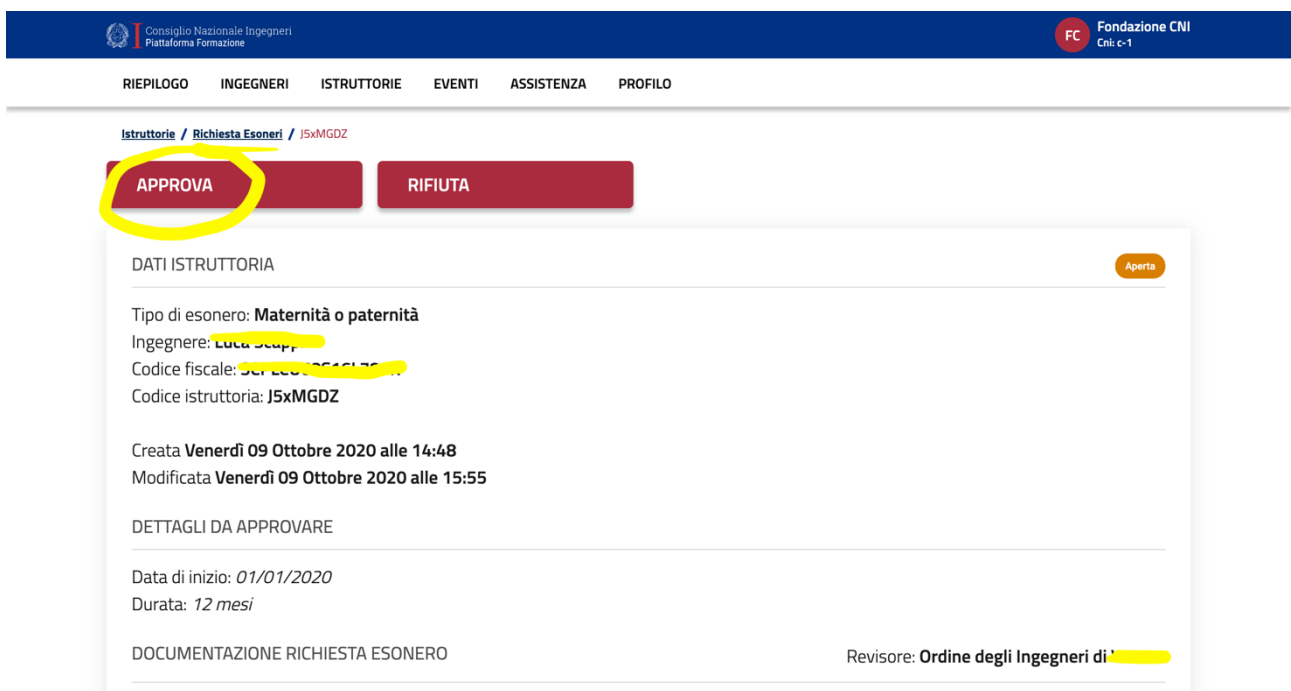 Consiglio Nazionale Ingegneri
Piattaforma Formazione
FC
Fondazione CNI
Cni: c-1
RIEPILOGO INGEGNERI ISTRUTTORIE EVENTI ASSISTENZA PROFILO
Istruttorie / Richiesta Esoneri / J5xMGDZ
APPROVA RIFIUTA
DATI ISTRUTTORIA Aperta
Tipo di esonero: Maternità o paternità
Ingegnere:
Codice fiscale:
Codice istruttoria: J5xMGDZ
Creata Venerdì 09 Ottobre 2020 alle 14:48
Modificata Venerdì 09 Ottobre 2020 alle 15:55
DETTAGLI DA APPROVARE
Data di inizio: 01/01/2020
Durata: 12 mesi
DOCUMENTAZIONE RICHIESTA ESONERO Revisore: Ordine degli Ingegneri di